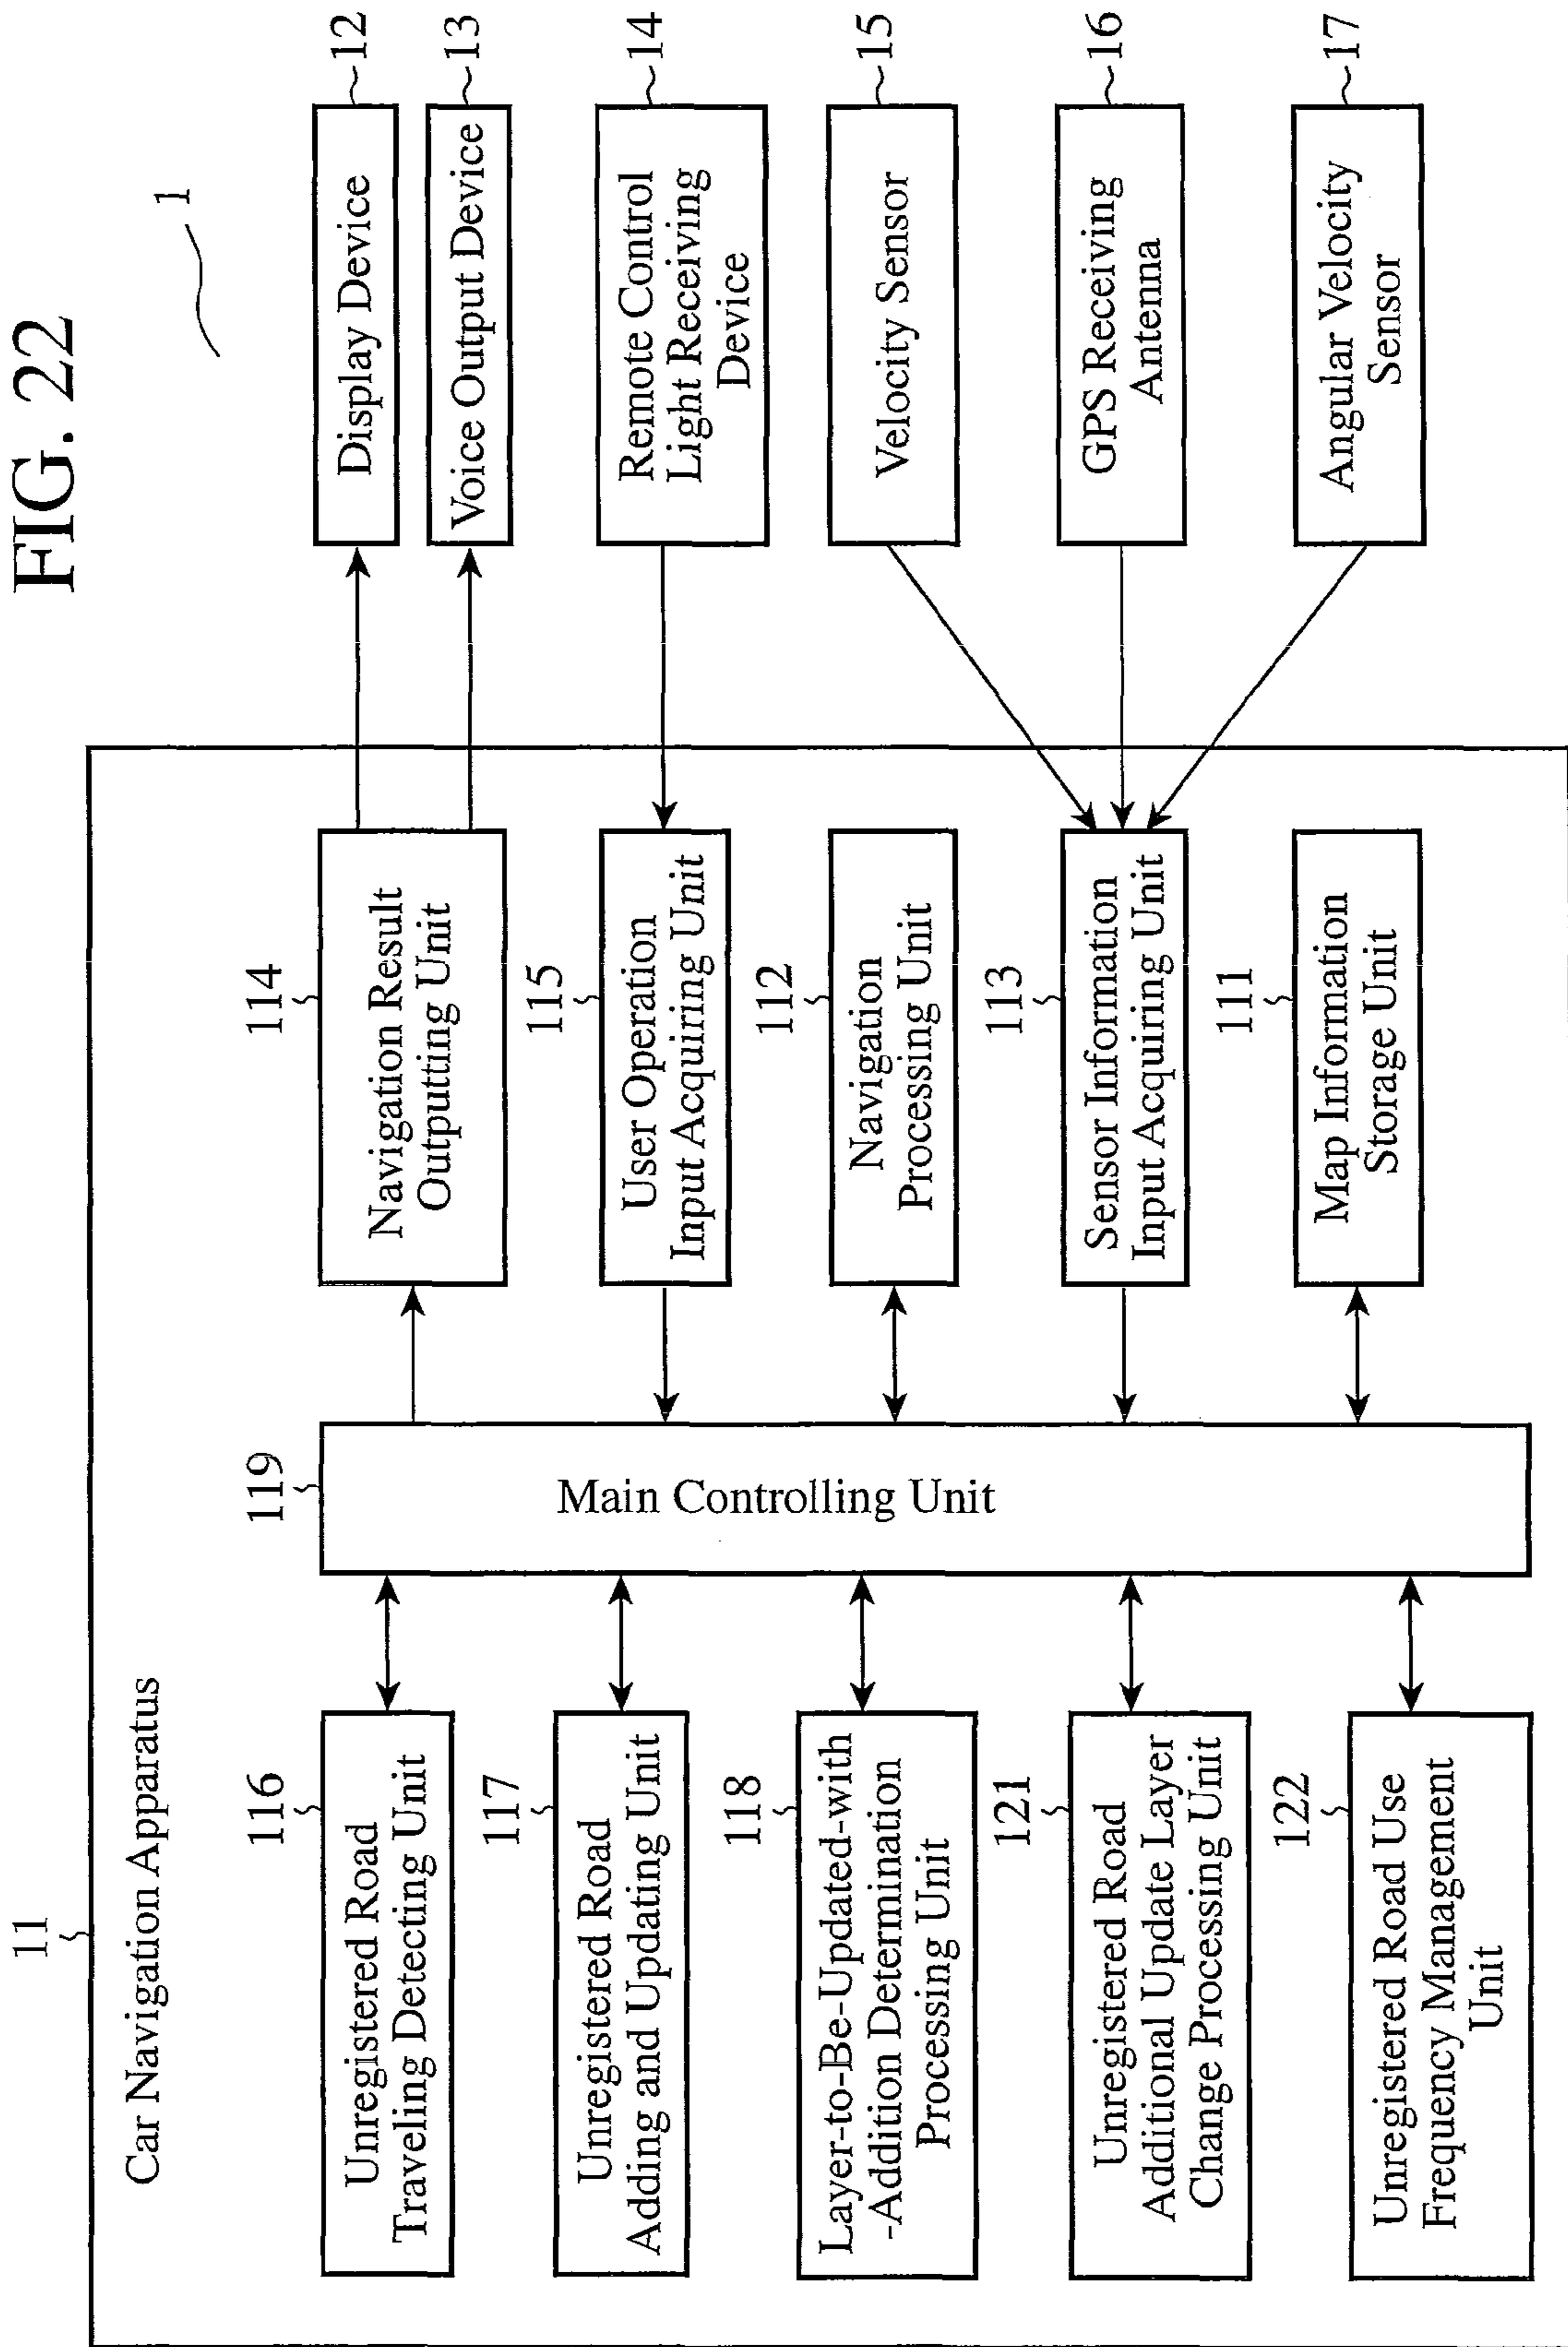 FIG. 22
1
11
Car Navigation Apparatus
116
Unregistered Road
Traveling Detecting Unit
117
Unregistered Road
Adding and Updating Unit
118
Layer-to-Be-Updated-with
-Addition Determination
Processing Unit
121
Unregistered Road
Additional Update Layer
Change Processing Unit
122
Unregistered Road Use
Frequency Management
Unit
119
Main Controlling Unit
114
Navigation Result
Outputting Unit
115
User Operation
Input Acquiring Unit
112
Navigation
Processing Unit
113
Sensor Information
Input Acquiring Unit
111
Map Information
Storage Unit
Display Device
12
Voice Output Device
13
Remote Control
Light Receiving
Device
14
Velocity Sensor
15
GPS Receiving
Antenna
16
Angular Velocity
Sensor
17